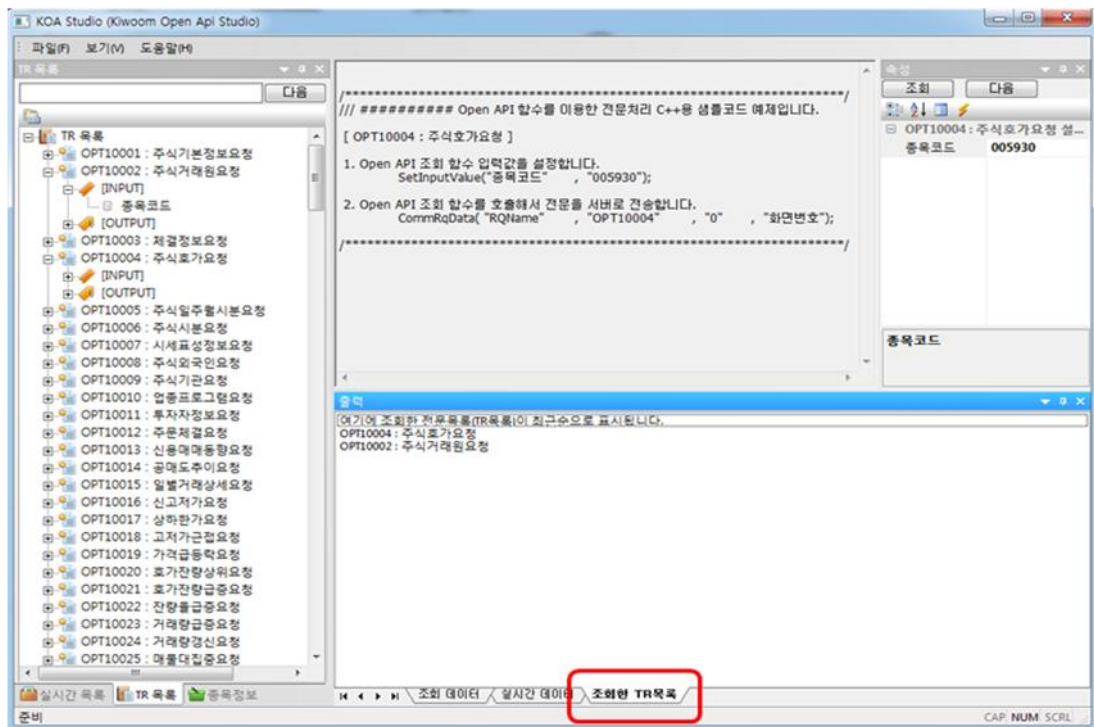 KOA Studio (Kiwoom Open Api Studio)
파일(F) 보기(V) 도움말(H)
TR 목록
다음
TR 목록
OPT10001 : 주식기본정보요청
OPT10002 : 주식거래원요청
[INPUT]
종목코드
[OUTPUT]
OPT10003 : 체결정보요청
OPT10004 : 주식호가요청
[INPUT]
[OUTPUT]
OPT10005 : 주식일주월시분요청
OPT10006 : 주식시분요청
OPT10007 : 시세표성정보요청
OPT10008 : 주식외국인요청
OPT10009 : 주식기관요청
OPT10010 : 업종프로그램요청
OPT10011 : 투자자정보요청
OPT10012 : 주문체결요청
OPT10013 : 신용매매동향요청
OPT10014 : 공매도추이요청
OPT10015 : 일별거래상세요청
OPT10016 : 신고저가요청
OPT10017 : 상하한가요청
OPT10018 : 고저가근접요청
OPT10019 : 가격급등락요청
OPT10020 : 호가잔량상위요청
OPT10021 : 호가잔량급증요청
OPT10022 : 잔량율급증요청
OPT10023 : 거래량급증요청
OPT10024 : 거래량갱신요청
OPT10025 : 매물대집중요청
실시간 목록 TR 목록 종목정보
/********************************************************************/
/// ########## Open API 함수를 이용한 전문처리 C++용 샘플코드 예제입니다.
[ OPT10004 : 주식호가요청 ]
1. Open API 조회 함수 입력값을 설정합니다.
SetInputValue("종목코드" , "005930");
2. Open API 조회 함수를 호출해서 전문을 서버로 전송합니다.
CommRqData( "RQName" , "OPT10004" , "0" , "화면번호");
/********************************************************************/
속성
조회 다음
OPT10004 : 주식호가요청 설...
종목코드 005930
종목코드
출력
여기에 조회한 전문목록(TR목록)이 최근순으로 표시됩니다.
OPT10004 : 주식호가요청
OPT10002 : 주식거래원요청
조회 데이터 실시간 데이터 조회한 TR목록
준비
CAP NUM SCRL